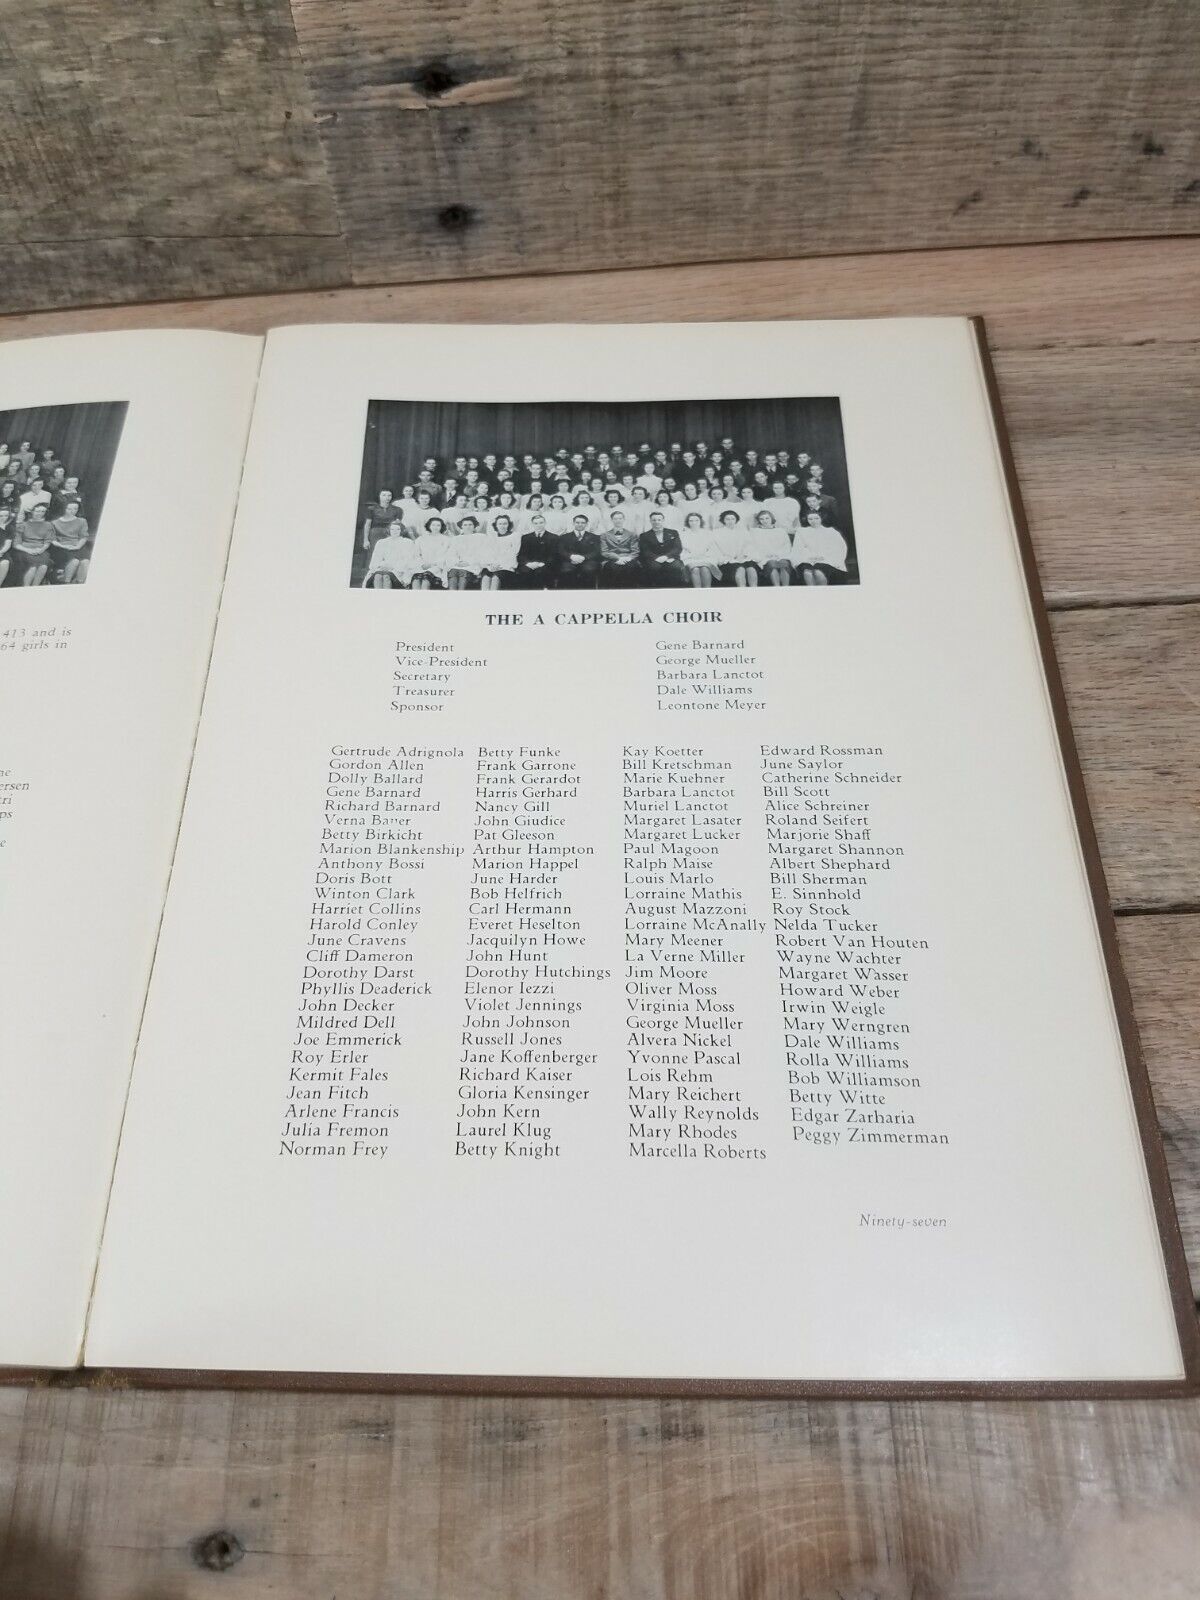 413 and is
64 girls in
ne
ersen
tri
ps
e
THE A CAPPELLA CHOIR
President Gene Barnard
Vice-President George Mueller
Secretary Barbara Lanctot
Treasurer Dale Williams
Sponsor Leontone Meyer
Gertrude Adrignola
Gordon Allen
Dolly Ballard
Gene Barnard
Richard Barnard
Verna Bauer
Betty Birkicht
Marion Blankenship
Anthony Bossi
Doris Bott
Winton Clark
Harriet Collins
Harold Conley
June Cravens
Cliff Dameron
Dorothy Darst
Phyllis Deaderick
John Decker
Mildred Dell
Joe Emmerick
Roy Erler
Kermit Fales
Jean Fitch
Arlene Francis
Julia Fremon
Norman Frey
Betty Funke
Frank Garrone
Frank Gerardot
Harris Gerhard
Nancy Gill
John Giudice
Pat Gleeson
Arthur Hampton
Marion Happel
June Harder
Bob Helfrich
Carl Hermann
Everet Heselton
Jacquilyn Howe
John Hunt
Dorothy Hutchings
Elenor Iezzi
Violet Jennings
John Johnson
Russell Jones
Jane Koffenberger
Richard Kaiser
Gloria Kensinger
John Kern
Laurel Klug
Betty Knight
Kay Koetter
Bill Kretschman
Marie Kuehner
Barbara Lanctot
Muriel Lanctot
Margaret Lasater
Margaret Lucker
Paul Magoon
Ralph Maise
Louis Marlo
Lorraine Mathis
August Mazzoni
Lorraine McAnally
Mary Meener
La Verne Miller
Jim Moore
Oliver Moss
Virginia Moss
George Mueller
Alvera Nickel
Yvonne Pascal
Lois Rehm
Mary Reichert
Wally Reynolds
Mary Rhodes
Marcella Roberts
Edward Rossman
June Saylor
Catherine Schneider
Bill Scott
Alice Schreiner
Roland Seifert
Marjorie Shaff
Margaret Shannon
Albert Shephard
Bill Sherman
E. Sinnhold
Roy Stock
Nelda Tucker
Robert Van Houten
Wayne Wachter
Margaret Wasser
Howard Weber
Irwin Weigle
Mary Werngren
Dale Williams
Rolla Williams
Bob Williamson
Betty Witte
Edgar Zarharia
Peggy Zimmerman
Ninety-seven